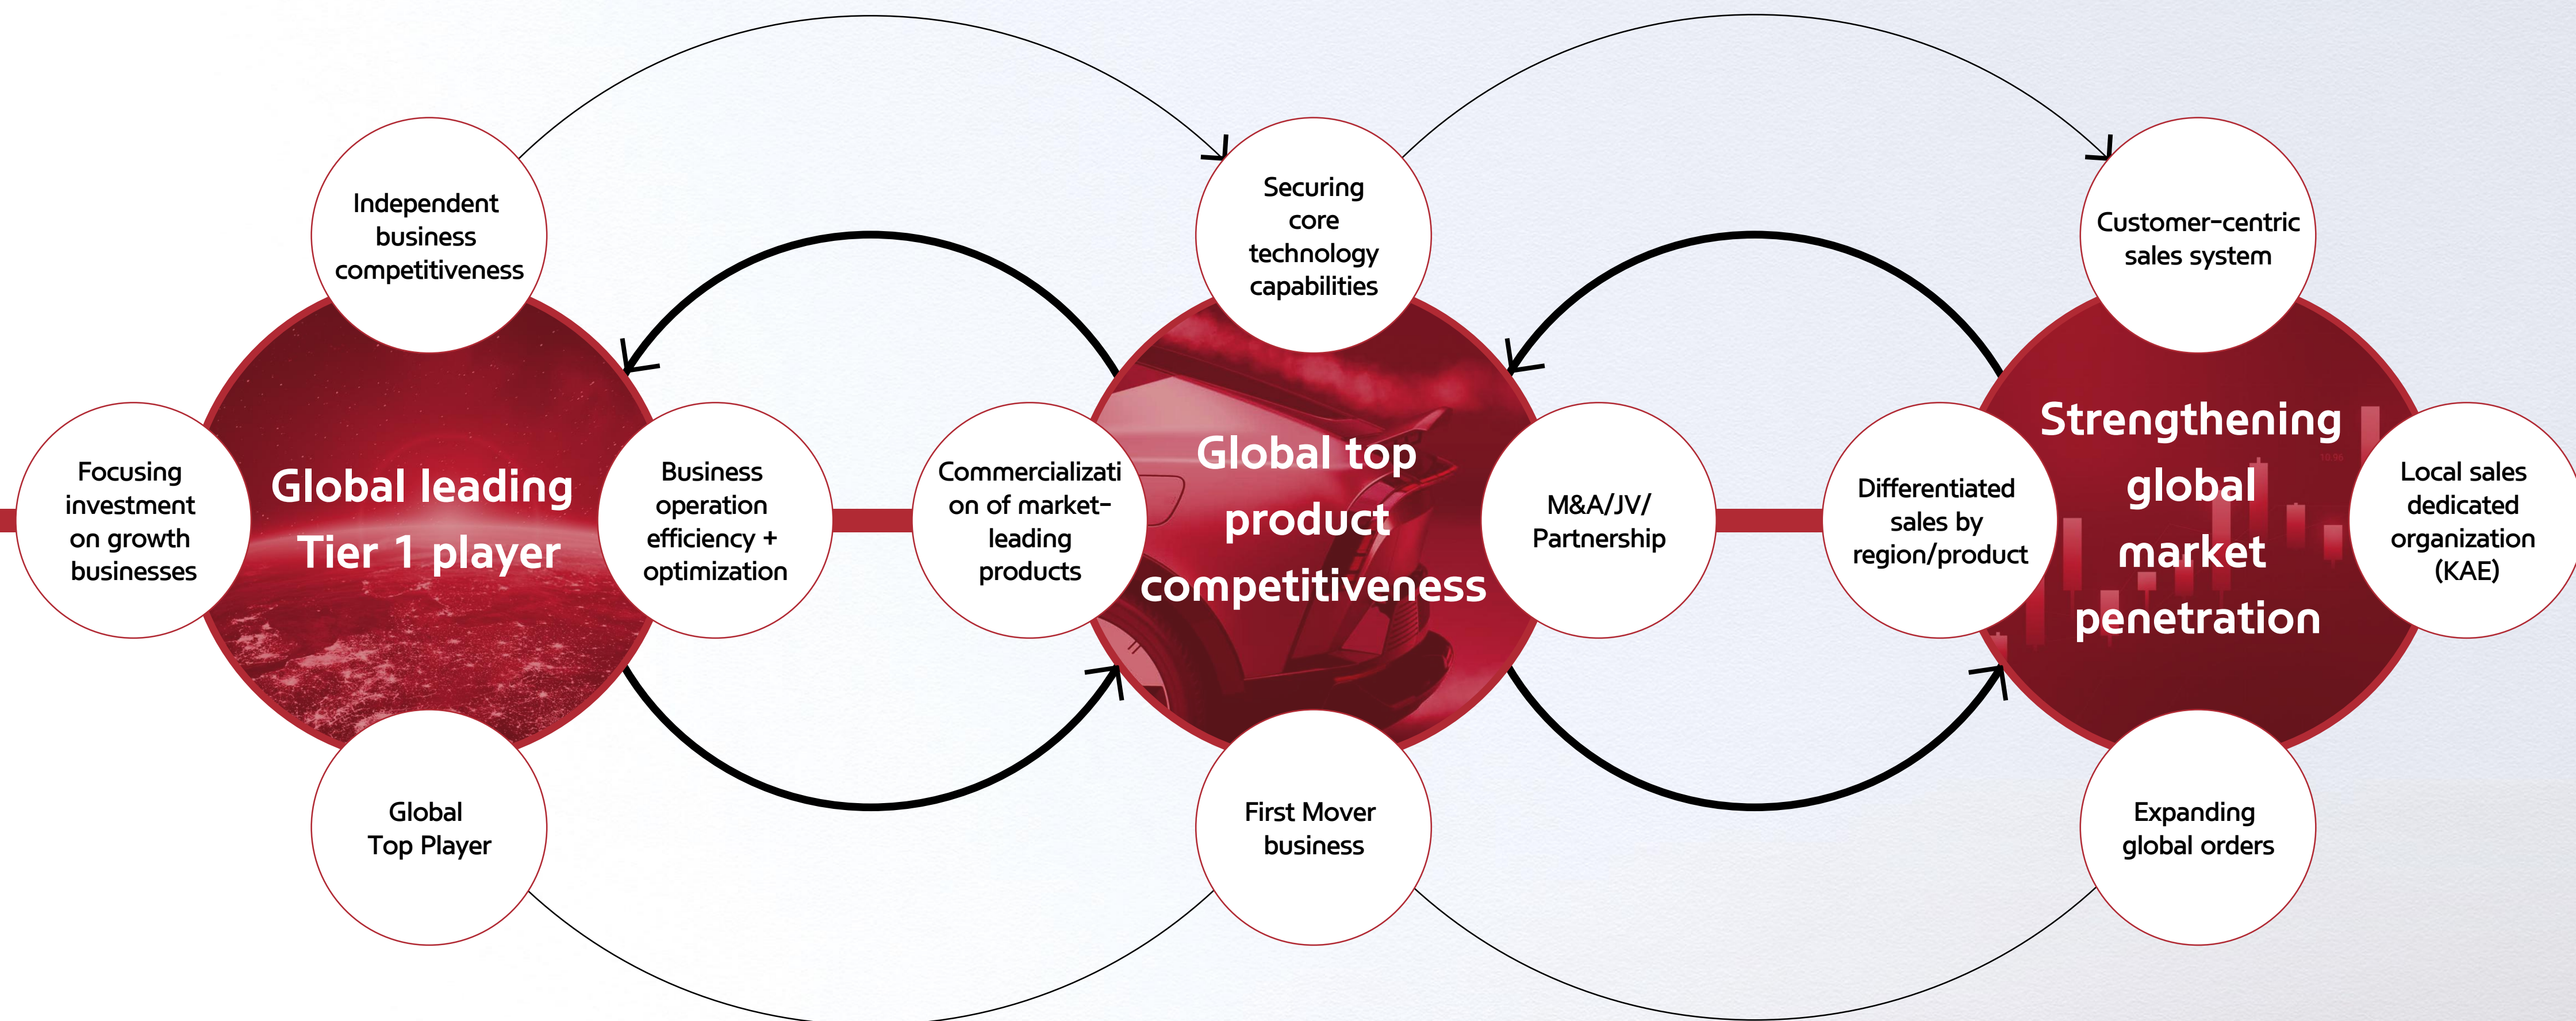 Independent
business
competitiveness
Focusing
investment
on growth
businesses
Global leading
Tier 1 player
Business
operation
efficiency +
optimization
Global
Top Player
Securing
core
technology
capabilities
Commercializati
on of market-
leading
products
Global top
product
competitiveness
M&A/JV/
Partnership
First Mover
business
Customer-centric
sales system
Differentiated
sales by
region/product
Strengthening
global
market
penetration
10.96
Local sales
dedicated
organization
(KAE)
Expanding
global orders